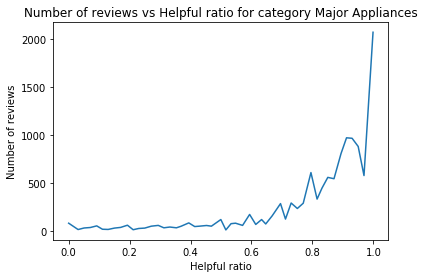 Number of reviews vs Helpful ratio for category Major Appliances
2000
1500
1000
500
0
Number of reviews
0.0 0.2 0.4 0.6 0.8 1.0
Helpful ratio